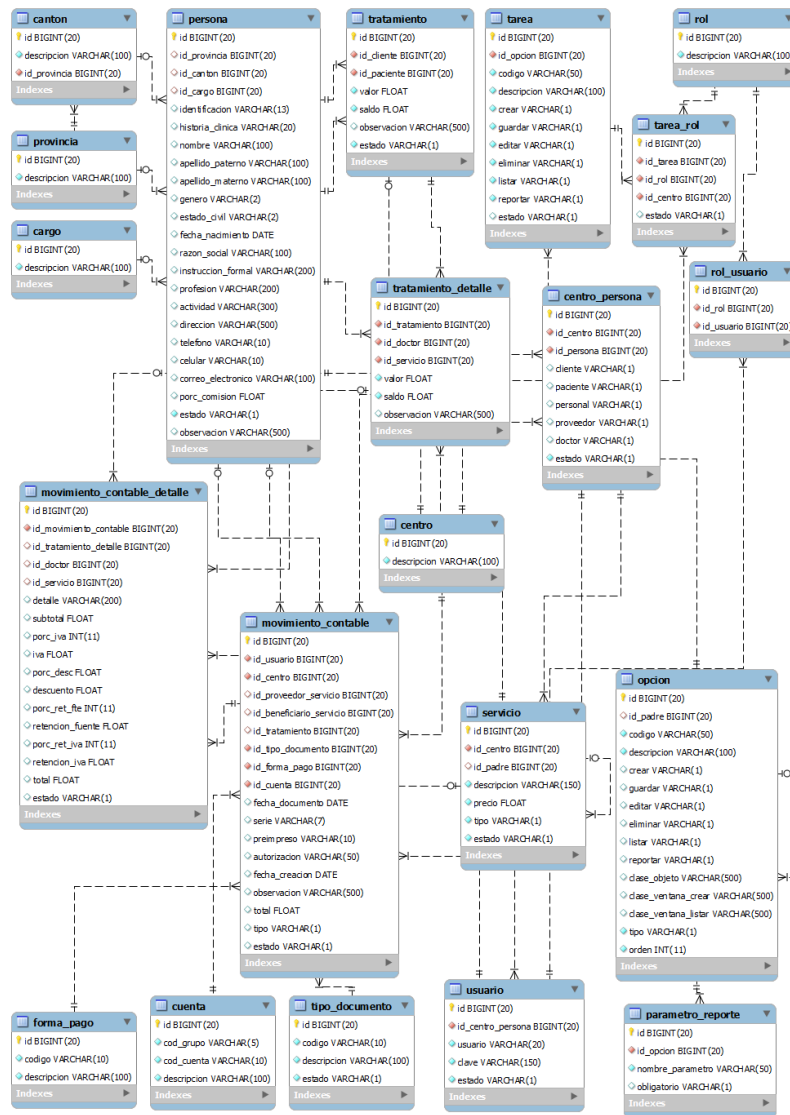 canton
id BIGINT(20)
descripcion VARCHAR(100)
id_provincia BIGINT(20)
Indexes
provincia
id BIGINT(20)
descripcion VARCHAR(100)
Indexes
cargo
id BIGINT(20)
descripcion VARCHAR(100)
Indexes
persona
id BIGINT(20)
id_provincia BIGINT(20)
id_canton BIGINT(20)
id_cargo BIGINT(20)
identificacion VARCHAR(13)
historia_clinica VARCHAR(20)
nombre VARCHAR(100)
apellido_paterno VARCHAR(100)
apellido_materno VARCHAR(100)
genero VARCHAR(2)
estado_civil VARCHAR(2)
fecha_nacimiento DATE
razon_social VARCHAR(100)
instruccion_formal VARCHAR(200)
profesion VARCHAR(200)
actividad VARCHAR(300)
direccion VARCHAR(500)
telefono VARCHAR(10)
celular VARCHAR(10)
correo_electronico VARCHAR(100)
porc_comision FLOAT
estado VARCHAR(1)
observacion VARCHAR(500)
Indexes
tratamiento
id BIGINT(20)
id_cliente BIGINT(20)
id_paciente BIGINT(20)
valor FLOAT
saldo FLOAT
observacion VARCHAR(500)
estado VARCHAR(1)
Indexes
tarea
id BIGINT(20)
id_opcion BIGINT(20)
codigo VARCHAR(50)
descripcion VARCHAR(100)
crear VARCHAR(1)
guardar VARCHAR(1)
editar VARCHAR(1)
eliminar VARCHAR(1)
listar VARCHAR(1)
reportar VARCHAR(1)
estado VARCHAR(1)
Indexes
rol
id BIGINT(20)
descripcion VARCHAR(100)
Indexes
tarea_rol
id BIGINT(20)
id_tarea BIGINT(20)
id_rol BIGINT(20)
id_centro BIGINT(20)
estado VARCHAR(1)
Indexes
rol_usuario
id BIGINT(20)
id_rol BIGINT(20)
id_usuario BIGINT(20)
Indexes
tratamiento_detalle
id BIGINT(20)
id_tratamiento BIGINT(20)
id_doctor BIGINT(20)
id_servicio BIGINT(20)
valor FLOAT
saldo FLOAT
observacion VARCHAR(500)
Indexes
centro_persona
id BIGINT(20)
id_centro BIGINT(20)
id_persona BIGINT(20)
cliente VARCHAR(1)
paciente VARCHAR(1)
personal VARCHAR(1)
proveedor VARCHAR(1)
doctor VARCHAR(1)
estado VARCHAR(1)
Indexes
movimiento_contable_detalle
id BIGINT(20)
id_movimiento_contable BIGINT(20)
id_tratamiento_detalle BIGINT(20)
id_doctor BIGINT(20)
id_servicio BIGINT(20)
detalle VARCHAR(200)
subtotal FLOAT
porc_iva INT(11)
iva FLOAT
porc_desc FLOAT
descuento FLOAT
porc_ret_fte INT(11)
retencion_fuente FLOAT
porc_ret_iva INT(11)
retencion_iva FLOAT
total FLOAT
estado VARCHAR(1)
Indexes
centro
id BIGINT(20)
descripcion VARCHAR(100)
Indexes
movimiento_contable
id BIGINT(20)
id_usuario BIGINT(20)
id_centro BIGINT(20)
id_proveedor_servicio BIGINT(20)
id_beneficiario_servicio BIGINT(20)
id_tratamiento BIGINT(20)
id_tipo_documento BIGINT(20)
id_forma_pago BIGINT(20)
id_cuenta BIGINT(20)
fecha_documento DATE
serie VARCHAR(7)
preimpreso VARCHAR(10)
autorizacion VARCHAR(50)
fecha_creacion DATE
observacion VARCHAR(500)
total FLOAT
tipo VARCHAR(1)
estado VARCHAR(1)
Indexes
servicio
id BIGINT(20)
id_centro BIGINT(20)
id_padre BIGINT(20)
descripcion VARCHAR(150)
precio FLOAT
tipo VARCHAR(1)
estado VARCHAR(1)
Indexes
opcion
id BIGINT(20)
id_padre BIGINT(20)
codigo VARCHAR(50)
descripcion VARCHAR(100)
crear VARCHAR(1)
guardar VARCHAR(1)
editar VARCHAR(1)
eliminar VARCHAR(1)
listar VARCHAR(1)
reportar VARCHAR(1)
clase_objeto VARCHAR(500)
clase_ventana_crear VARCHAR(500)
clase_ventana_listar VARCHAR(500)
tipo VARCHAR(1)
orden INT(11)
Indexes
forma_pago
id BIGINT(20)
codigo VARCHAR(10)
descripcion VARCHAR(100)
Indexes
cuenta
id BIGINT(20)
cod_grupo VARCHAR(5)
cod_cuenta VARCHAR(10)
descripcion VARCHAR(100)
Indexes
tipo_documento
id BIGINT(20)
codigo VARCHAR(10)
descripcion VARCHAR(100)
estado VARCHAR(1)
Indexes
usuario
id BIGINT(20)
id_centro_persona BIGINT(20)
usuario VARCHAR(20)
clave VARCHAR(150)
estado VARCHAR(1)
Indexes
parametro_reporte
id BIGINT(20)
id_opcion BIGINT(20)
nombre_parametro VARCHAR(50)
obligatorio VARCHAR(1)
Indexes